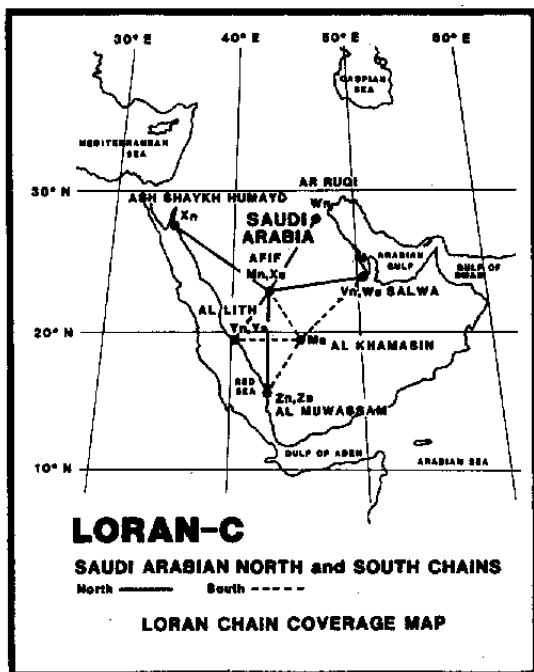 30° E 40° E 50° E 60° E
CASPIAN
SEA
MEDITERRANEAN
SEA
30° N
AR RUQI
ASH SHAYKH HUMAYD
Wn
Xn
SAUDI
ARABIA
AFIF
Mn,Xs
ARABIAN
GULF
GULF OF
OMAN
Vn,Ws SALWA
AL LITH
Yn,Ys
20° N
Ms
AL KHAMASIN
RED
SEA
Zn,Zs
AL MUWASSAM
GULF OF ADEN
ARABIAN SEA
10° N
LORAN-C
SAUDI ARABIAN NORTH and SOUTH CHAINS
North South
LORAN CHAIN COVERAGE MAP